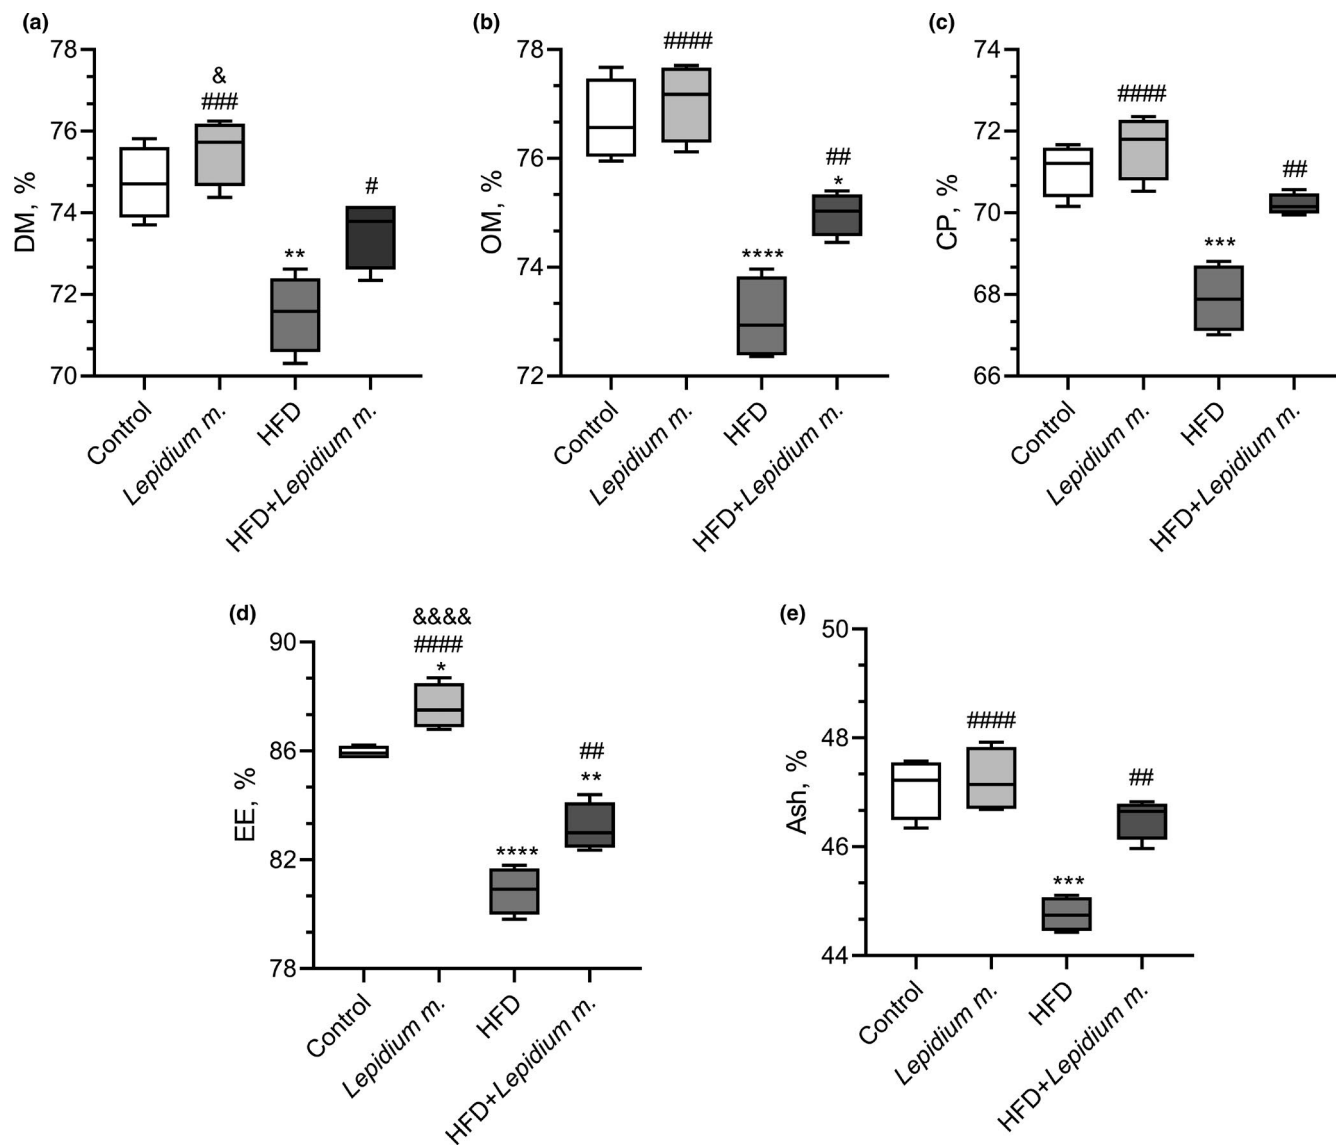 (a)
78
76
74
72
70
DM, %
&
###
**
#
Control
Lepidium m.
HFD
HFD+Lepidium m.
(b)
78
76
74
72
OM, %
####
****
##
*
Control
Lepidium m.
HFD
HFD+Lepidium m.
(c)
74
72
70
68
66
CP, %
####
***
##
Control
Lepidium m.
HFD
HFD+Lepidium m.
(d)
90
86
82
78
EE, %
&&&&
####
*
****
##
**
Control
Lepidium m.
HFD
HFD+Lepidium m.
(e)
50
48
46
44
Ash, %
####
***
##
Control
Lepidium m.
HFD
HFD+Lepidium m.